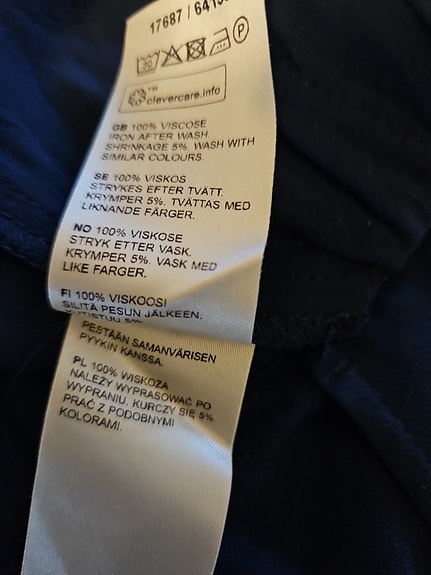 17687 | 
30
P
clevercare.info
GB 100% VISCOSE
IRON AFTER WASH.
SHRINKAGE 5%. WASH WITH
SIMILAR COLOURS.
SE 100% VISKOS
STRYKES EFTER TVÄTT.
KRYMPER 5%. TVÄTTAS MED
LIKNANDE FÄRGER.
NO 100% VISKOSE
STRYK ETTER VASK.
KRYMPER 5%. VASK MED
LIKE FARGER.
FI 100% VISKOOSI
SILITÄ PESUN JÄLKEEN.
KUTISTUU 5%.
PESTÄÄN SAMANVÄRISEN
PYYKIN KANSSA.
PL 100% WISKOZA
NALEŻY WYPRASOWAĆ PO
WYPRANIU. KURCZY SIĘ 5%.
PRAĆ Z PODOBNYMI
KOLORAMI.